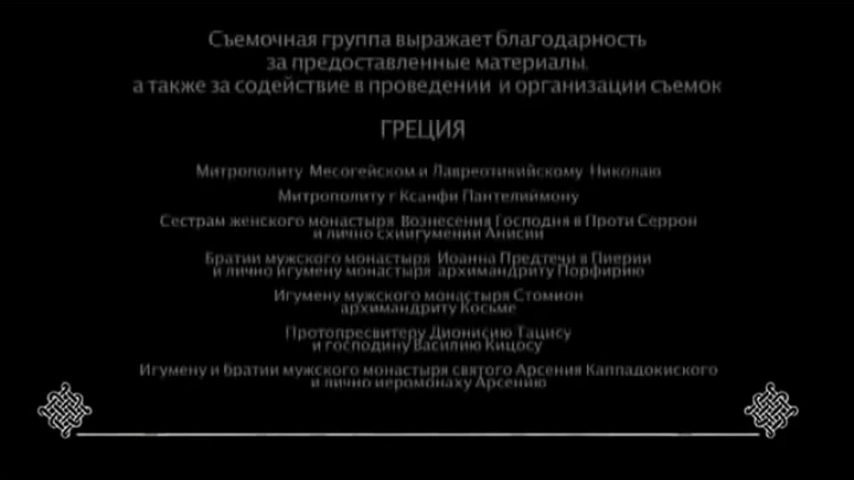 Съемочная группа выражает благодарность
за предоставленные материалы,
а также за содействие в проведении и организации съемок
ГРЕЦИЯ
Митрополиту Месогейском и Лавреотикийскому Николаю
Митрополиту г Ксанфи Пантелиймону
Сестрам женского монастыря Вознесения Господня в Проти Серрон
и лично схиигумении Анисии
Братии мужского монастыря Иоанна Предтечи в Пиерии
и лично игумену монастыря архимандриту Порфирию
Игумену мужского монастыря Стомион
архимандриту Косьме
Протопресвитеру Дионисию Тацису
и господину Василию Кицосу
Игумену и братии мужского монастыря святого Арсения Каппадокиского
и лично иеромонаху Арсению